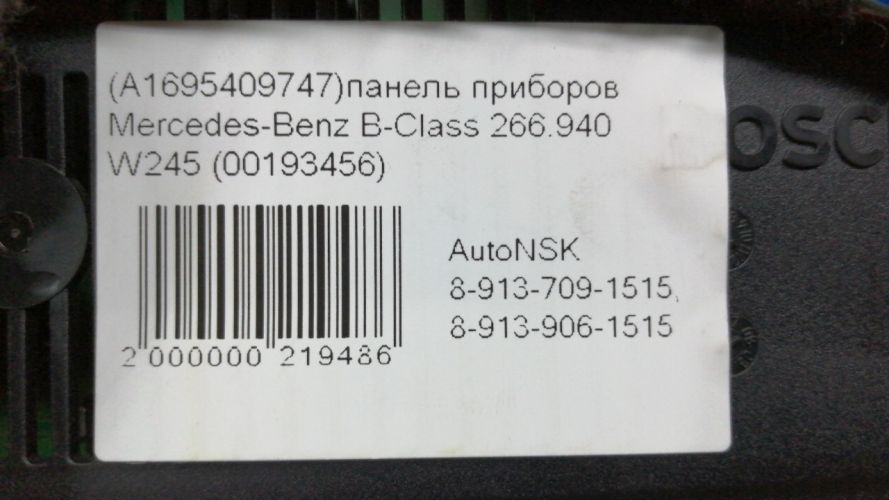 (A1695409747)панель приборов
Mercedes-Benz B-Class 266.940
W245 (00193456)
AutoNSK
8-913-709-1515,
8-913-906-1515
2 000000 219486
OSC